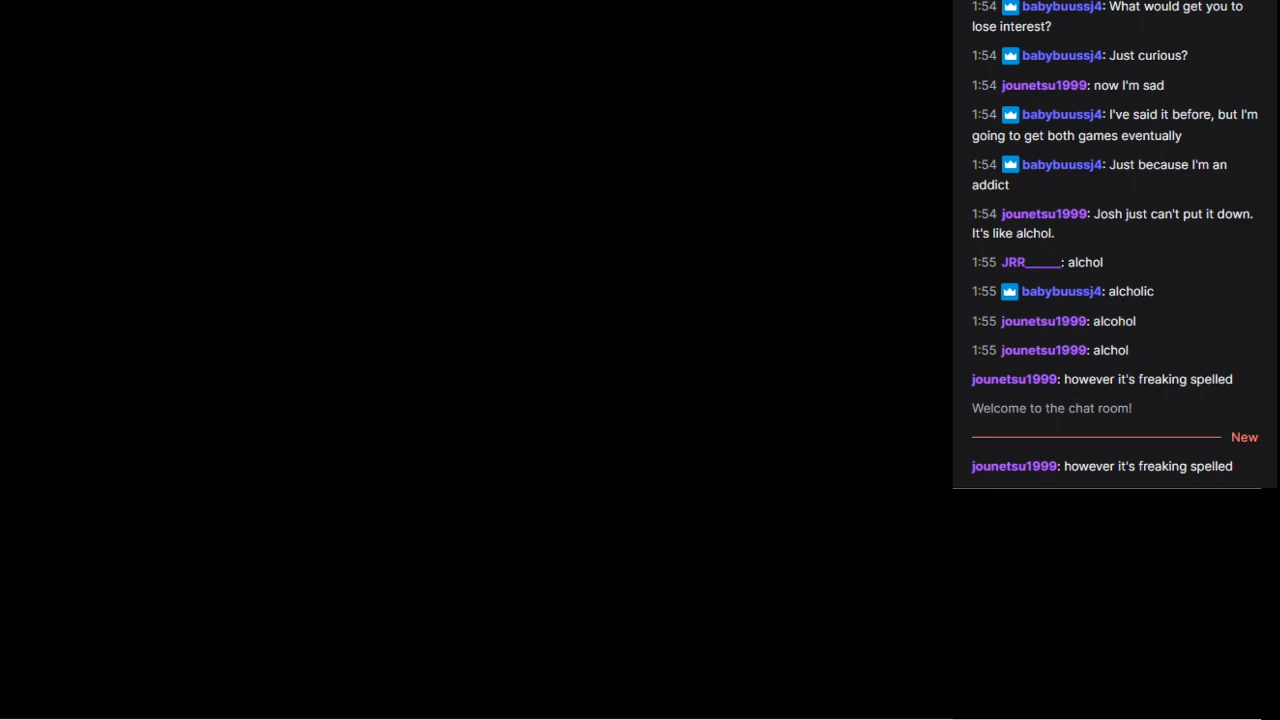 1:54 babybuussj4: What would get you to
lose interest?
1:54 babybuussj4: Just curious?
1:54 jounetsu1999: now I'm sad
1:54 babybuussj4: I've said it before, but I'm
going to get both games eventually
1:54 babybuussj4: Just because I'm an
addict
1:54 jounetsu1999: Josh just can't put it down.
It's like alchol.
1:55 JRR_____: alchol
1:55 babybuussj4: alcholic
1:55 jounetsu1999: alcohol
1:55 jounetsu1999: alchol
jounetsu1999: however it's freaking spelled
Welcome to the chat room!
New
jounetsu1999: however it's freaking spelled